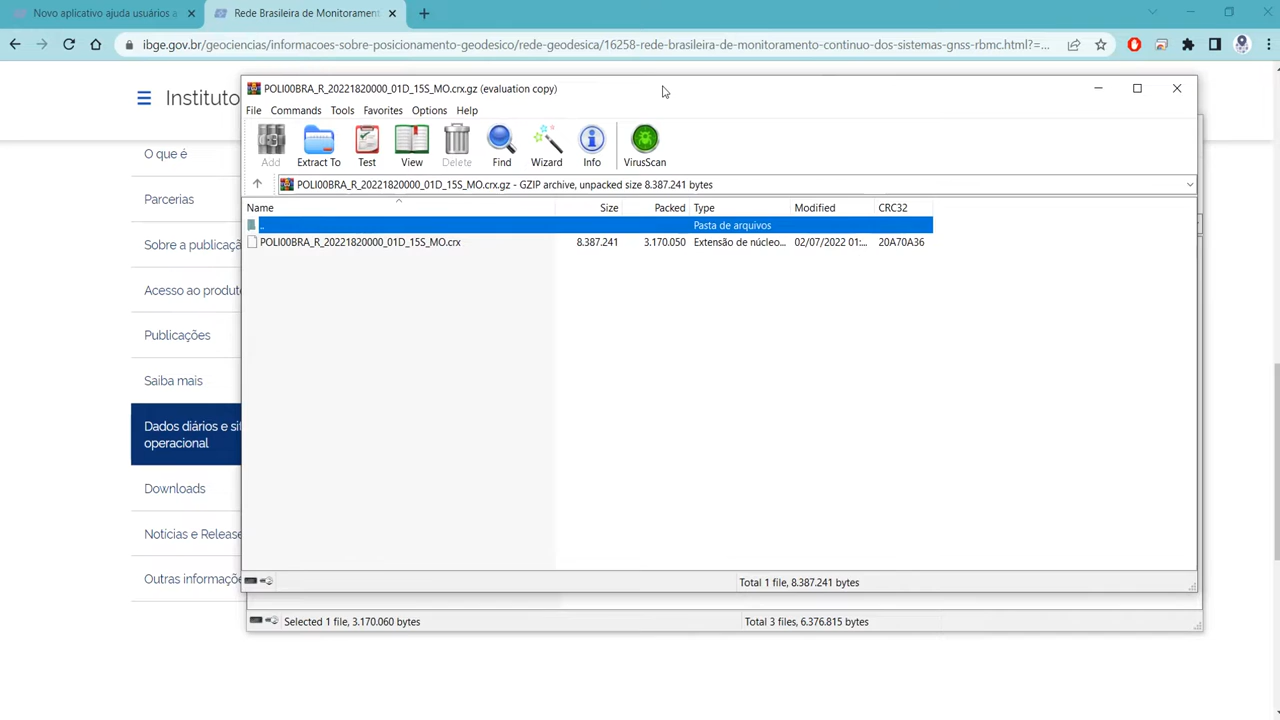 Novo aplicativo ajuda usuários a
Rede Brasileira de Monitoramento
ibge.gov.br/geociencias/informacoes-sobre-posicionamento-geodesico/rede-geodesica/16258-rede-brasileira-de-monitoramento-continuo-dos-sistemas-gnss-rbmc.html?=...
Instituto
O que é
Parcerias
Sobre a publicaçã
Acesso ao produt
Publicações
Saiba mais
Dados diários e sit
operacional
Downloads
Noticias e Release
Outras informaçõe
POLI00BRA_R_20221820000_01D_15S_MO.crx.gz (evaluation copy)
File Commands Tools Favorites Options Help
Add Extract To Test View Delete Find Wizard Info VirusScan
POLI00BRA_R_20221820000_01D_15S_MO.crx.gz - GZIP archive, unpacked size 8.387.241 bytes
Name Size Packed Type Modified CRC32
.. Pasta de arquivos
POLI00BRA_R_20221820000_01D_15S_MO.crx 8.387.241 3.170.050 Extensão de núcleo... 02/07/2022 01:... 20A70A36
Total 1 file, 8.387.241 bytes
Selected 1 file, 3.170.060 bytes Total 3 files, 6.376.815 bytes